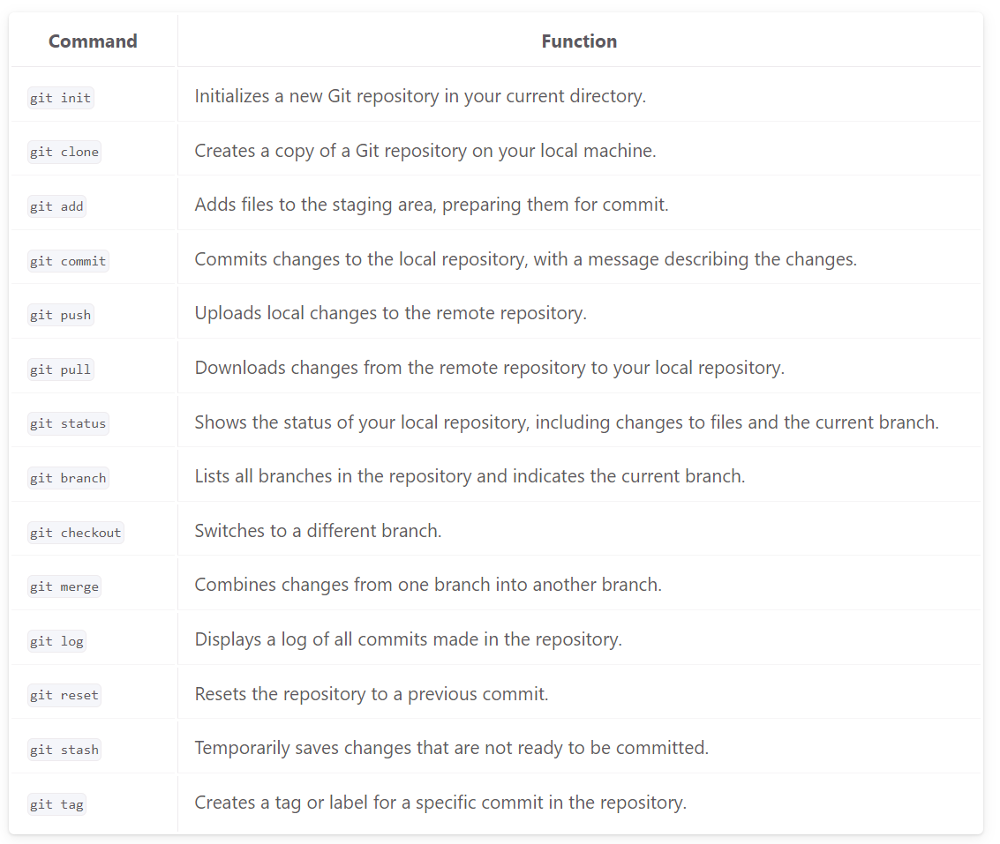 Command Function
git init Initializes a new Git repository in your current directory.
git clone Creates a copy of a Git repository on your local machine.
git add Adds files to the staging area, preparing them for commit.
git commit Commits changes to the local repository, with a message describing the changes.
git push Uploads local changes to the remote repository.
git pull Downloads changes from the remote repository to your local repository.
git status Shows the status of your local repository, including changes to files and the current branch.
git branch Lists all branches in the repository and indicates the current branch.
git checkout Switches to a different branch.
git merge Combines changes from one branch into another branch.
git log Displays a log of all commits made in the repository.
git reset Resets the repository to a previous commit.
git stash Temporarily saves changes that are not ready to be committed.
git tag Creates a tag or label for a specific commit in the repository.